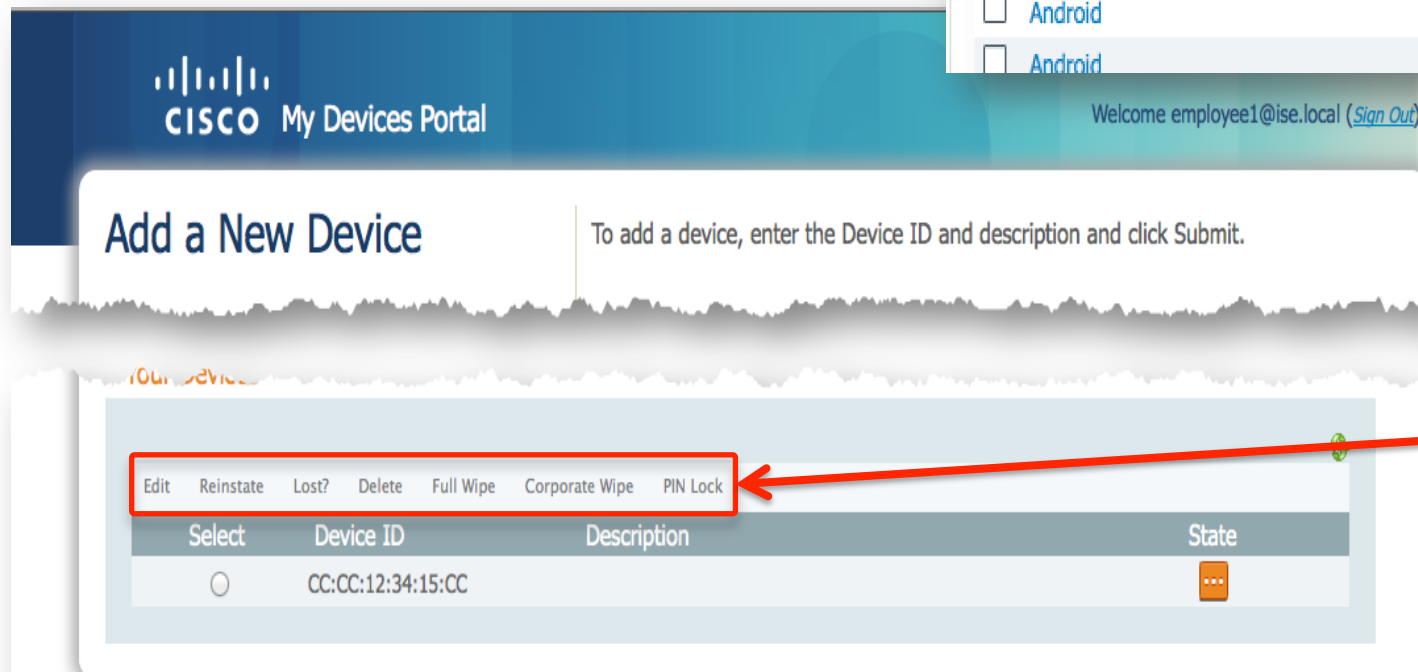 Android
Android
CISCO My Devices Portal
Welcome employee1@ise.local (Sign Out)
Add a New Device
To add a device, enter the Device ID and description and click Submit.
Your Devices
Edit Reinstate Lost? Delete Full Wipe Corporate Wipe PIN Lock
Select Device ID Description State
CC:CC:12:34:15:CC